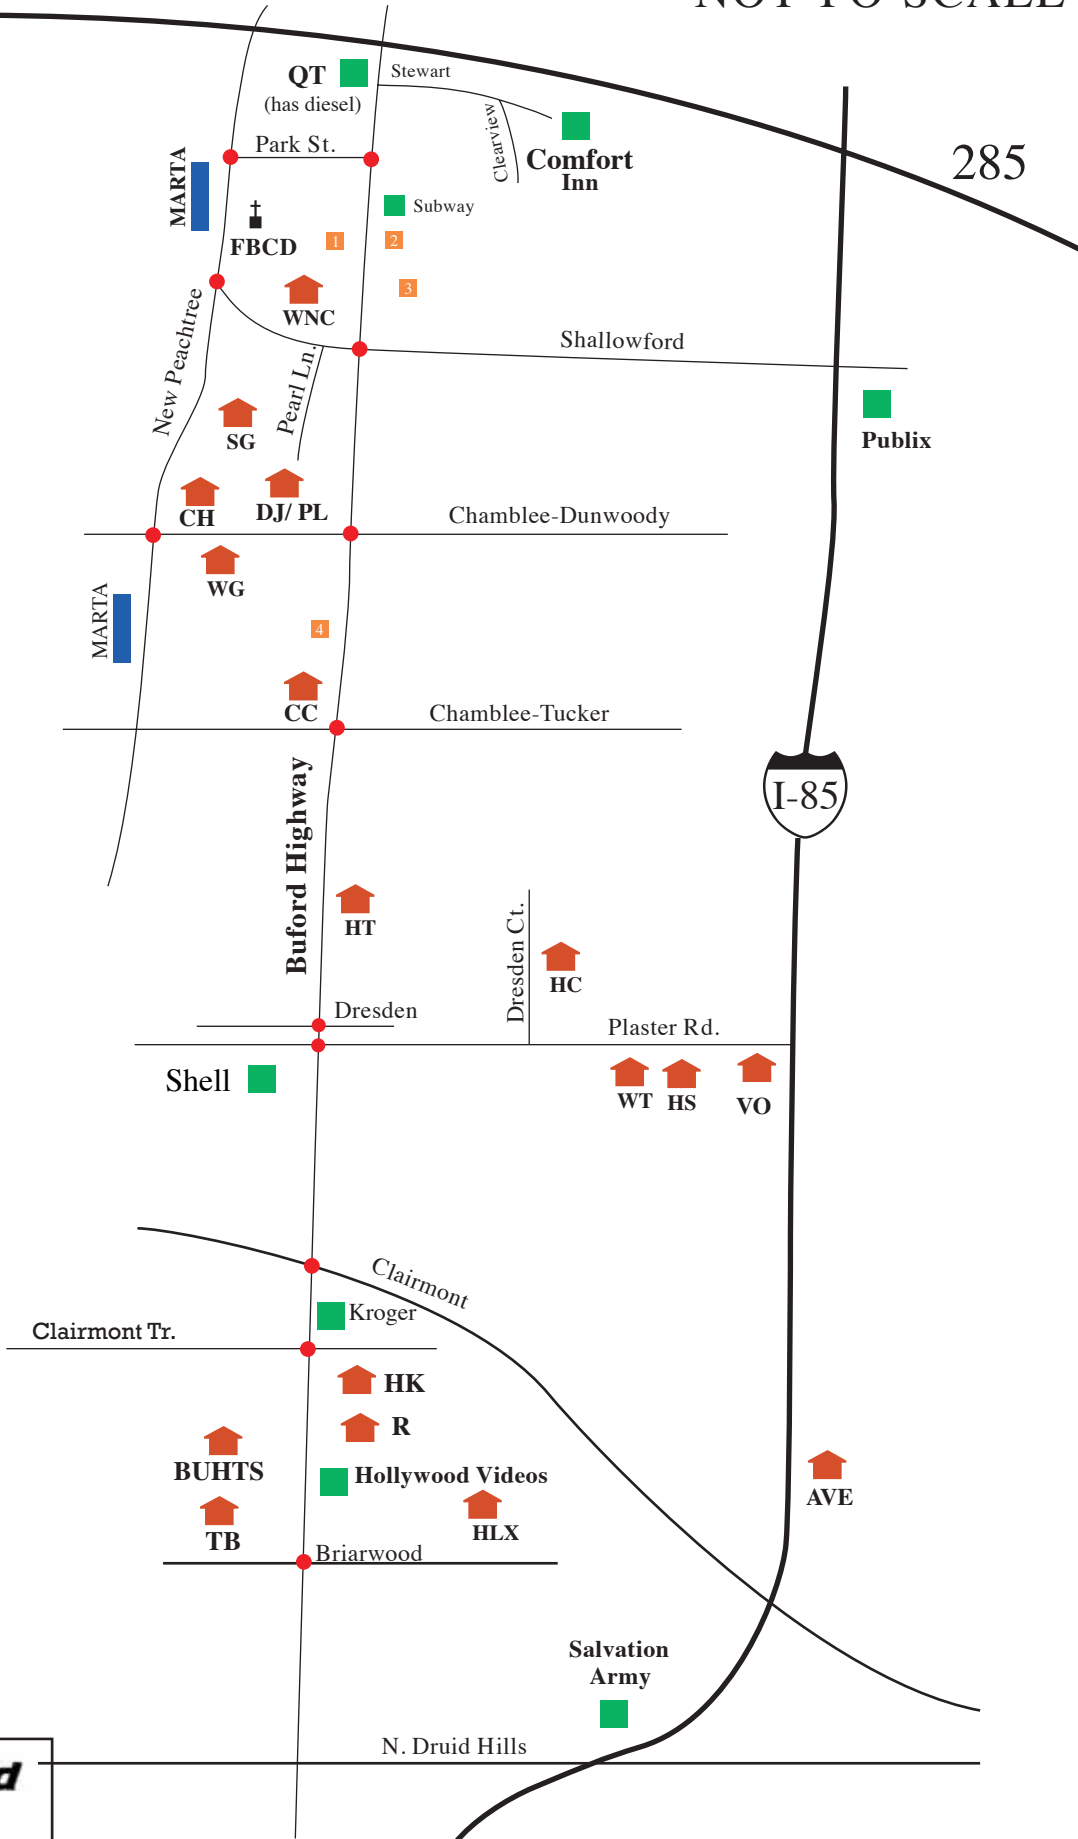 NOT TO SCALE
QT
(has diesel)
Stewart
Clearview
Comfort
Inn
Park St.
MARTA
285
Subway
FBCD
1
2
3
WNC
New Peachtree
Shallowford
Pearl Ln.
SG
Publix
CH
DJ/ PL
Chamblee-Dunwoody
WG
MARTA
4
CC
Chamblee-Tucker
I-85
Buford Highway
HT
Dresden Ct.
HC
Dresden
Plaster Rd.
Shell
WT
HS
VO
Clairmont
Kroger
Clairmont Tr.
HK
R
BUHTS
Hollywood Videos
AVE
HLX
TB
Briarwood
Salvation
Army
N. Druid Hills
d